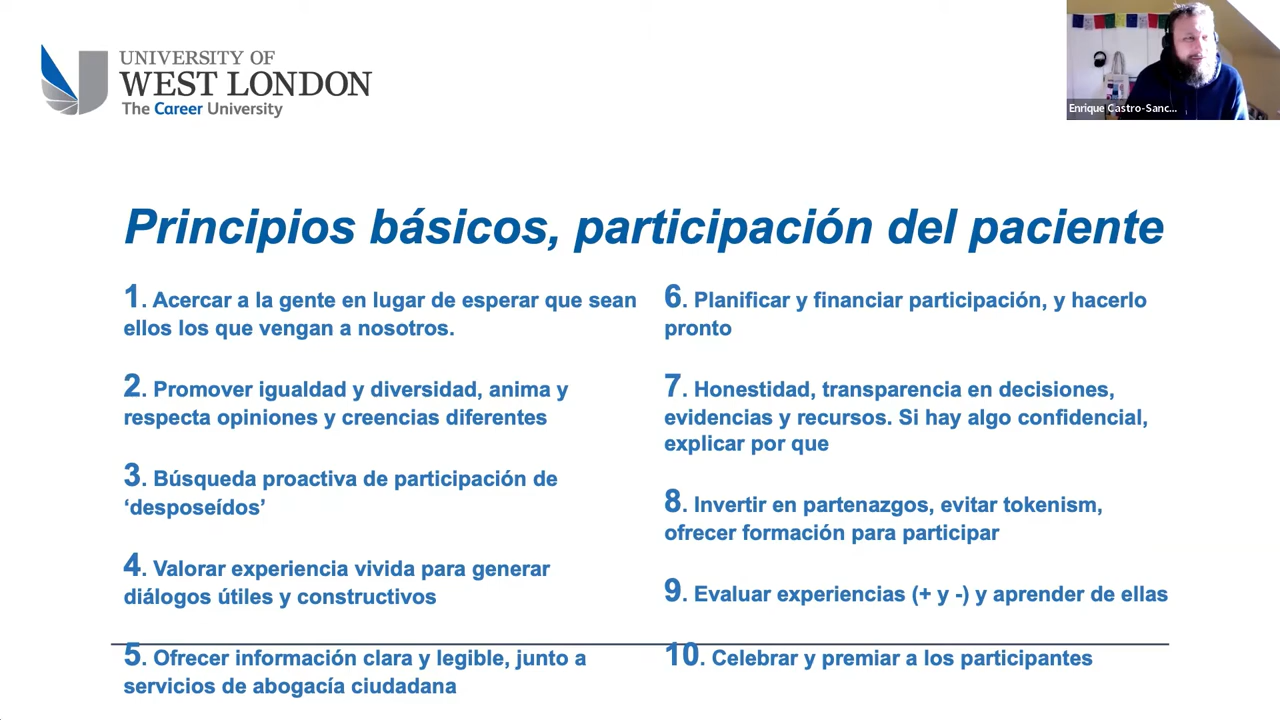 UNIVERSITY OF
WEST LONDON
The Career University
Enrique Castro-Sanc...
Principios básicos, participación del paciente
1. Acercar a la gente en lugar de esperar que sean
ellos los que vengan a nosotros.
2. Promover igualdad y diversidad, anima y
respecta opiniones y creencias diferentes
3. Búsqueda proactiva de participación de
‘desposeídos’
4. Valorar experiencia vivida para generar
diálogos útiles y constructivos
5. Ofrecer información clara y legible, junto a
servicios de abogacía ciudadana
6. Planificar y financiar participación, y hacerlo
pronto
7. Honestidad, transparencia en decisiones,
evidencias y recursos. Si hay algo confidencial,
explicar por que
8. Invertir en partenazgos, evitar tokenism,
ofrecer formación para participar
9. Evaluar experiencias (+ y -) y aprender de ellas
10. Celebrar y premiar a los participantes